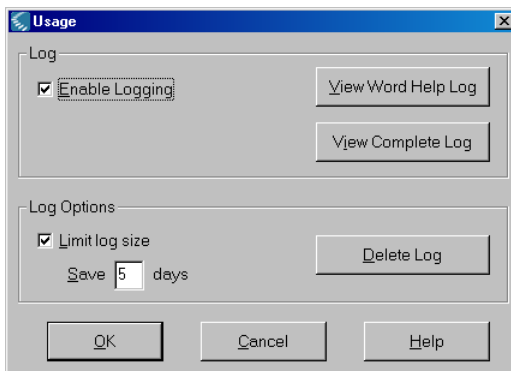 Usage
Log
Enable Logging
View Word Help Log
View Complete Log
Log Options
Limit log size
Save 5 days
Delete Log
OK
Cancel
Help